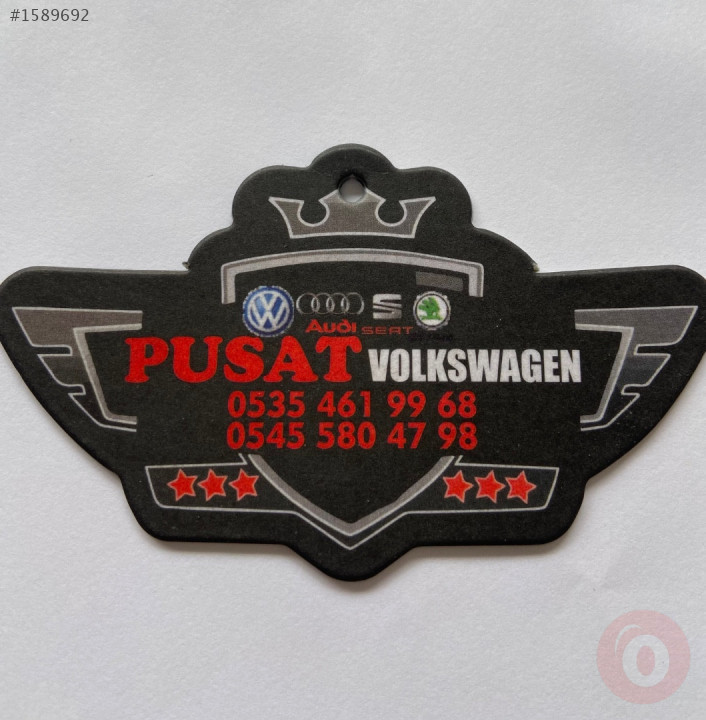 #1589692
Audi SEAT
PUSAT VOLKSWAGEN
0535 461 99 68
0545 580 47 98